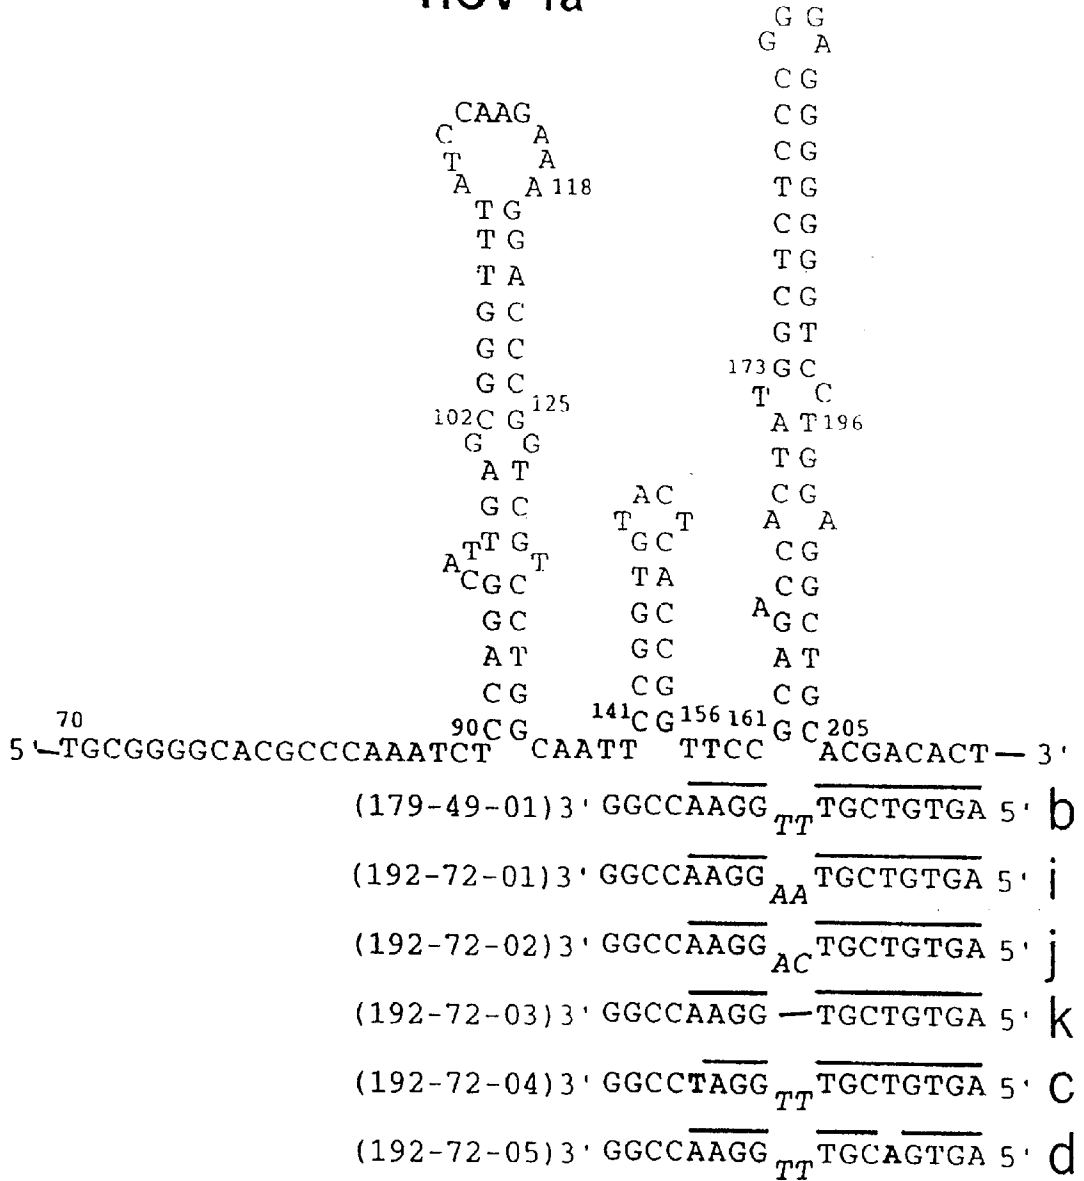 HCV 1a
G G
G A
C G
C G
CAAG
C A
C G
T A
A A 118
T G
T G
C G
T G
T G
T A
C G
G C
G T
G C
173 G C
G C
T C
102 C G 125
A T 196
G G
A T
T G
A C
C G
G C
T T
A A
T T G T
G C
C G
A C G C
T A
C G
A
G C
G C
G C
A T
G C
A T
C G
C G
C G
70
90 C G
141 C G 156
161 G C 205
5'—TGCGGGGCACGCCCAAATCT CAATT TTCC ACGACACT—3'
(179-49-01)3' GGCCAAGG TT TGCTGTGA 5' b
(192-72-01)3' GGCCAAGG AA TGCTGTGA 5' i
(192-72-02)3' GGCCAAGG AC TGCTGTGA 5' j
(192-72-03)3' GGCCAAGG — TGCTGTGA 5' k
(192-72-04)3' GGCCTAGG TT TGCTGTGA 5' c
(192-72-05)3' GGCCAAGG TT TGCAGTGA 5' d